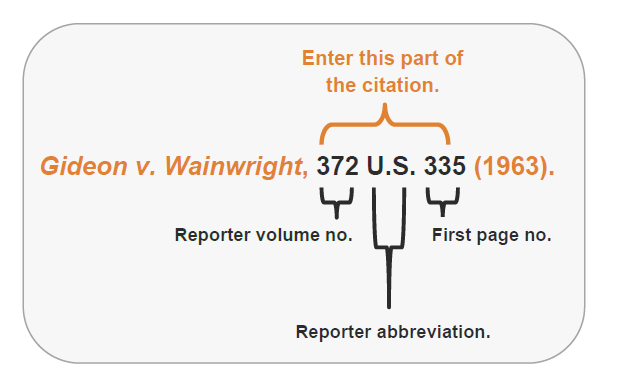 Enter this part of
the citation.
Gideon v. Wainwright, 372 U.S. 335 (1963).
Reporter volume no.
First page no.
Reporter abbreviation.